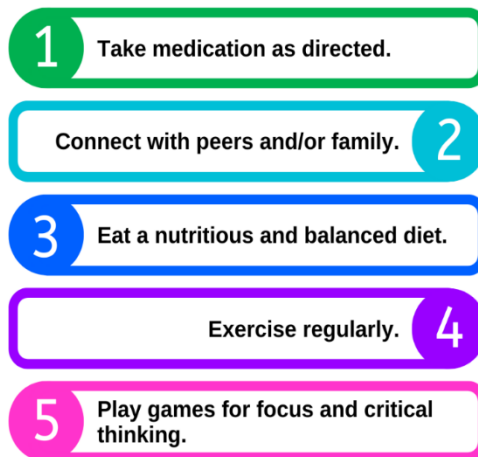 1 Take medication as directed.
Connect with peers and/or family. 2
3 Eat a nutritious and balanced diet.
Exercise regularly. 4
5 Play games for focus and critical
thinking.